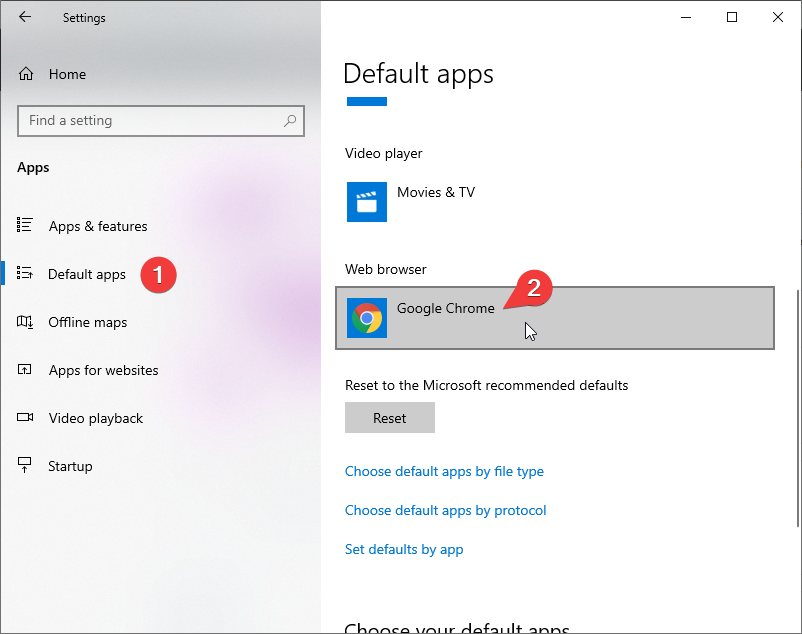 Settings
Home
Find a setting
Apps
Apps & features
Default apps
1
Offline maps
Apps for websites
Video playback
Startup
Default apps
Video player
Movies & TV
Web browser
Google Chrome
2
Reset to the Microsoft recommended defaults
Reset
Choose default apps by file type
Choose default apps by protocol
Set defaults by app
Choose your default apps